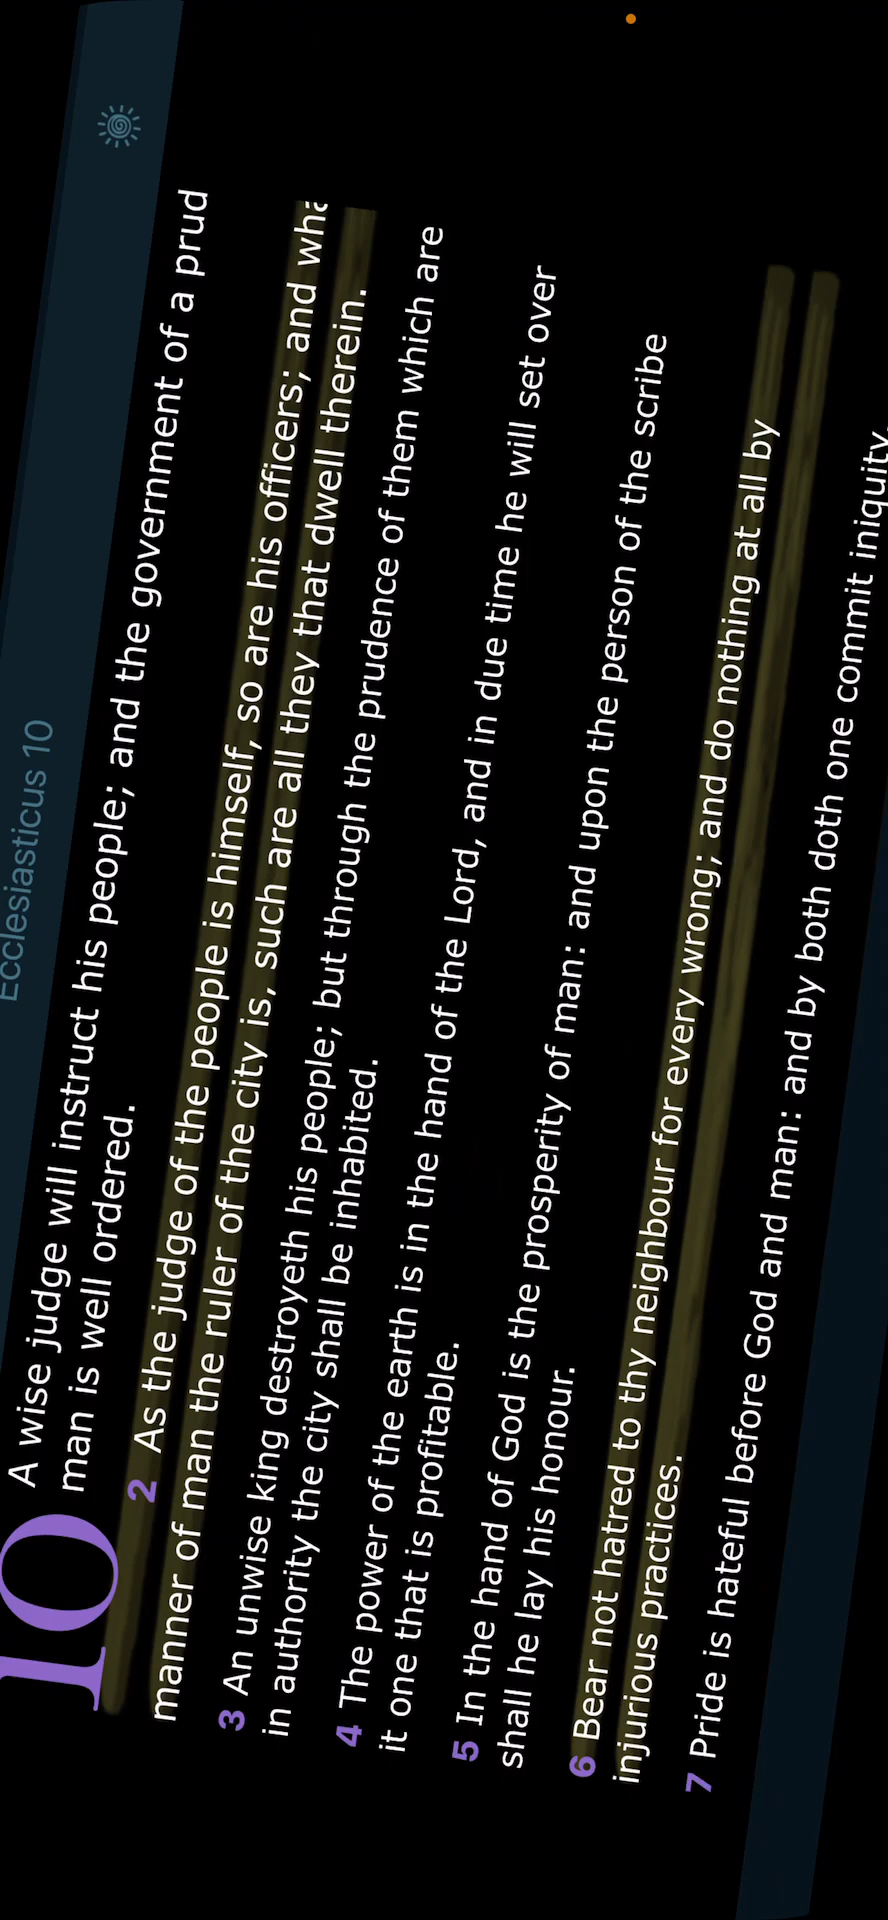 Ecclesiasticus 10
10 A wise judge will instruct his people; and the government of a prud
man is well ordered.
2 As the judge of the people is himself, so are his officers; and wha
manner of man the ruler of the city is, such are all they that dwell therein.
3 An unwise king destroyeth his people; but through the prudence of them which are
in authority the city shall be inhabited.
4 The power of the earth is in the hand of the Lord, and in due time he will set over
it one that is profitable.
5 In the hand of God is the prosperity of man: and upon the person of the scribe
shall he lay his honour.
6 Bear not hatred to thy neighbour for every wrong; and do nothing at all by
injurious practices.
7 Pride is hateful before God and man: and by both doth one commit iniquity.